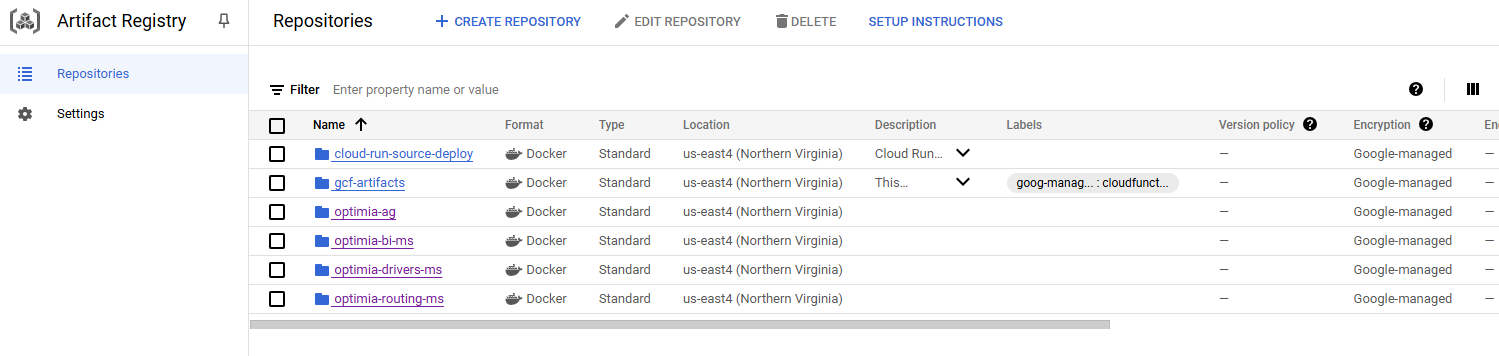 Artifact Registry
Repositories
CREATE REPOSITORY
EDIT REPOSITORY
DELETE
SETUP INSTRUCTIONS
Repositories
Settings
Filter Enter property name or value
Name Format Type Location Description Labels Version policy Encryption Enc
cloud-run-source-deploy Docker Standard us-east4 (Northern Virginia) Cloud Run... — Google-managed —
gcf-artifacts Docker Standard us-east4 (Northern Virginia) This... goog-manag... : cloudfunct... — Google-managed —
optimia-ag Docker Standard us-east4 (Northern Virginia) — Google-managed —
optimia-bi-ms Docker Standard us-east4 (Northern Virginia) — Google-managed —
optimia-drivers-ms Docker Standard us-east4 (Northern Virginia) — Google-managed —
optimia-routing-ms Docker Standard us-east4 (Northern Virginia) — Google-managed —